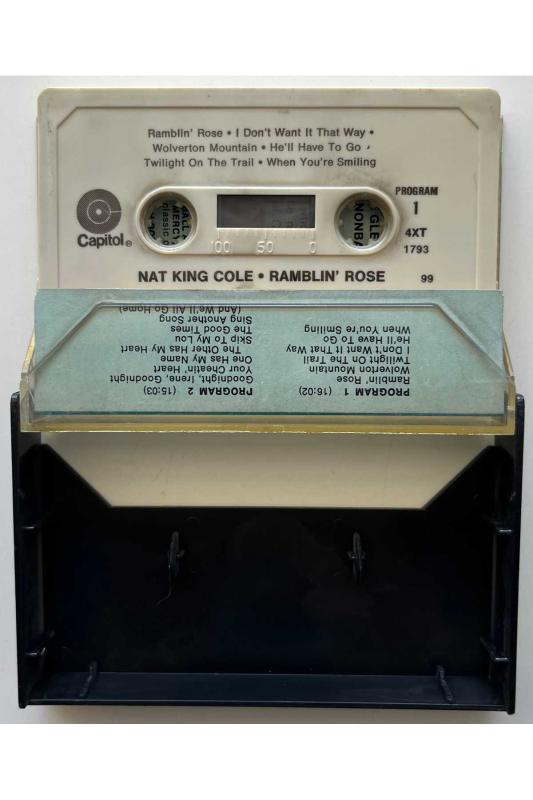 Ramblin' Rose • I Don't Want It That Way •
Wolverton Mountain • He'll Have To Go •
Twilight On The Trail • When You're Smiling
PROGRAM
1
Capitol®
100 50 0
4XT
1793
NAT KING COLE • RAMBLIN' ROSE 99
PROGRAM 1 (16:02)
Ramblin' Rose
Wolverton Mountain
Twilight On The Trail
I Don't Want It That Way
He'll Have To Go
When You're Smiling
PROGRAM 2 (15:03)
Goodnight, Irene, Goodnight
Your Cheatin' Heart
One Has My Name
The Other Has My Heart
Skip To My Lou
The Good Times
Sing Another Song
(And We'll All Go Home)